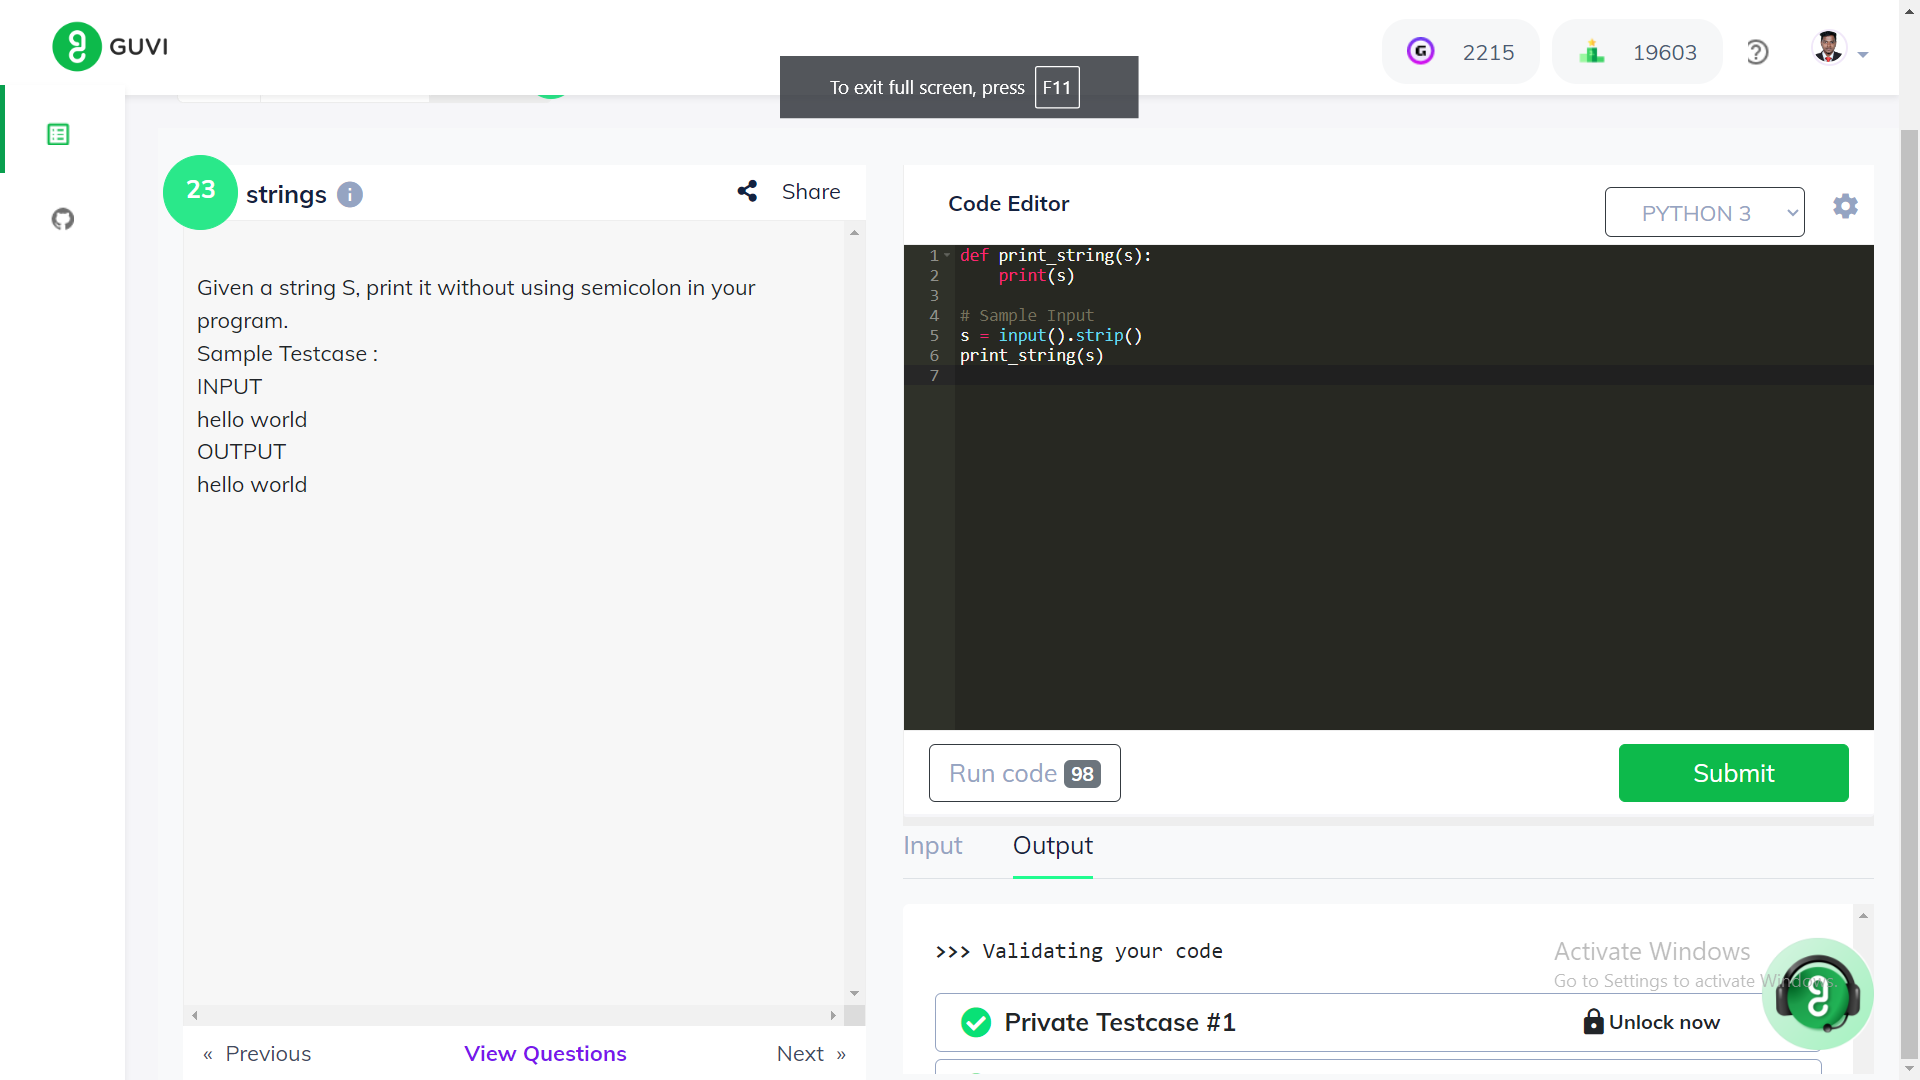 GUVI
2215
19603
To exit full screen, press F11
23 strings
Share
Given a string S, print it without using semicolon in your
program.
Sample Testcase :
INPUT
hello world
OUTPUT
hello world
« Previous
View Questions
Next »
Code Editor
PYTHON 3
1 def print_string(s):
2     print(s)
3
4 # Sample Input
5 s = input().strip()
6 print_string(s)
7
Run code 98
Submit
Input
Output
>>> Validating your code
Private Testcase #1
Unlock now
Activate Windows
Go to Settings to activate Windows.